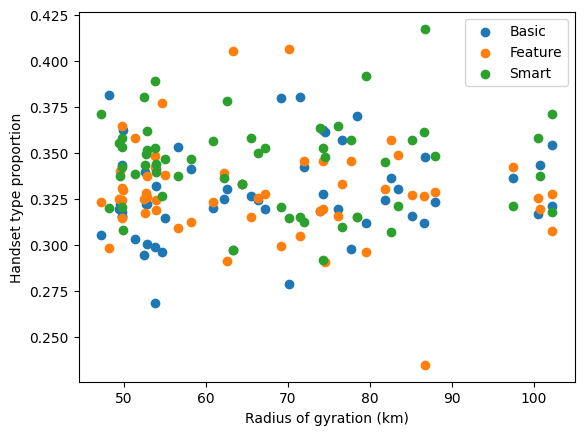 0.425
0.400
0.375
0.350
0.325
0.300
0.275
0.250
Handset type proportion
Basic
Feature
Smart
50 60 70 80 90 100
Radius of gyration (km)